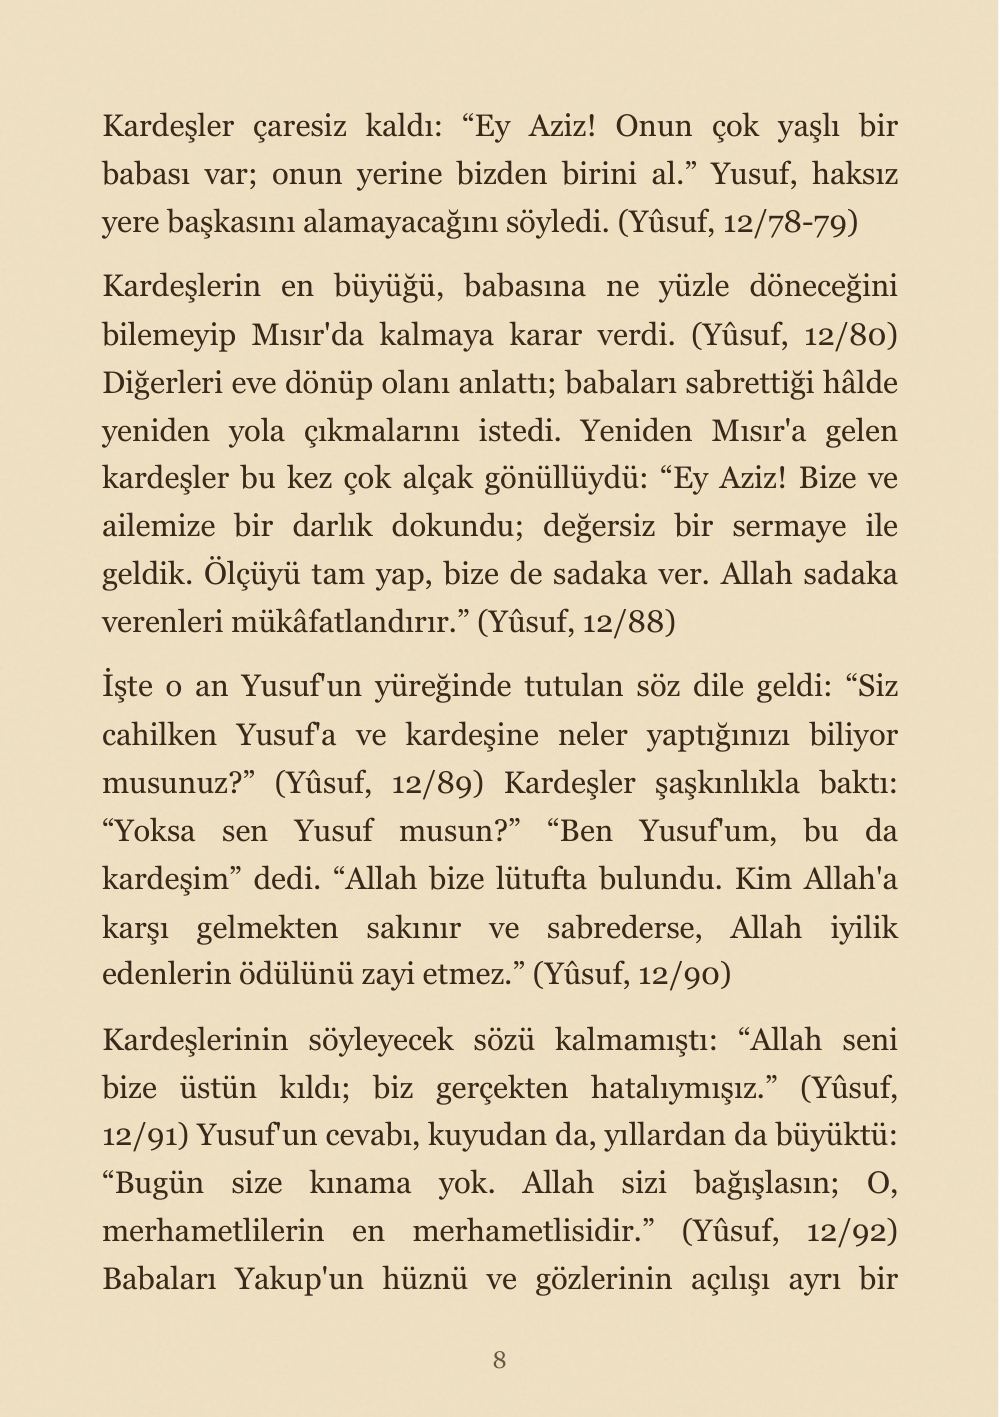 Kardeşler çaresiz kaldı: “Ey Aziz! Onun çok yaşlı bir
babası var; onun yerine bizden birini al.” Yusuf, haksız
yere başkasını alamayacağını söyledi. (Yûsuf, 12/78-79)
Kardeşlerin en büyüğü, babasına ne yüzle döneceğini
bilemeyip Mısır'da kalmaya karar verdi. (Yûsuf, 12/80)
Diğerleri eve dönüp olanı anlattı; babaları sabrettiği hâlde
yeniden yola çıkmalarını istedi. Yeniden Mısır'a gelen
kardeşler bu kez çok alçak gönüllüydü: “Ey Aziz! Bize ve
ailemize bir darlık dokundu; değersiz bir sermaye ile
geldik. Ölçüyü tam yap, bize de sadaka ver. Allah sadaka
verenleri mükâfatlandırır.” (Yûsuf, 12/88)
İşte o an Yusuf'un yüreğinde tutulan söz dile geldi: “Siz
cahilken Yusuf'a ve kardeşine neler yaptığınızı biliyor
musunuz?” (Yûsuf, 12/89) Kardeşler şaşkınlıkla baktı:
“Yoksa sen Yusuf musun?” “Ben Yusuf'um, bu da
kardeşim” dedi. “Allah bize lütufta bulundu. Kim Allah'a
karşı gelmekten sakınır ve sabrederse, Allah iyilik
edenlerin ödülünü zayi etmez.” (Yûsuf, 12/90)
Kardeşlerinin söyleyecek sözü kalmamıştı: “Allah seni
bize üstün kıldı; biz gerçekten hatalıymışız.” (Yûsuf,
12/91) Yusuf'un cevabı, kuyudan da, yıllardan da büyüktü:
“Bugün size kınama yok. Allah sizi bağışlasın; O,
merhametlilerin en merhametlisidir.” (Yûsuf, 12/92)
Babaları Yakup'un hüznü ve gözlerinin açılışı ayrı bir
8